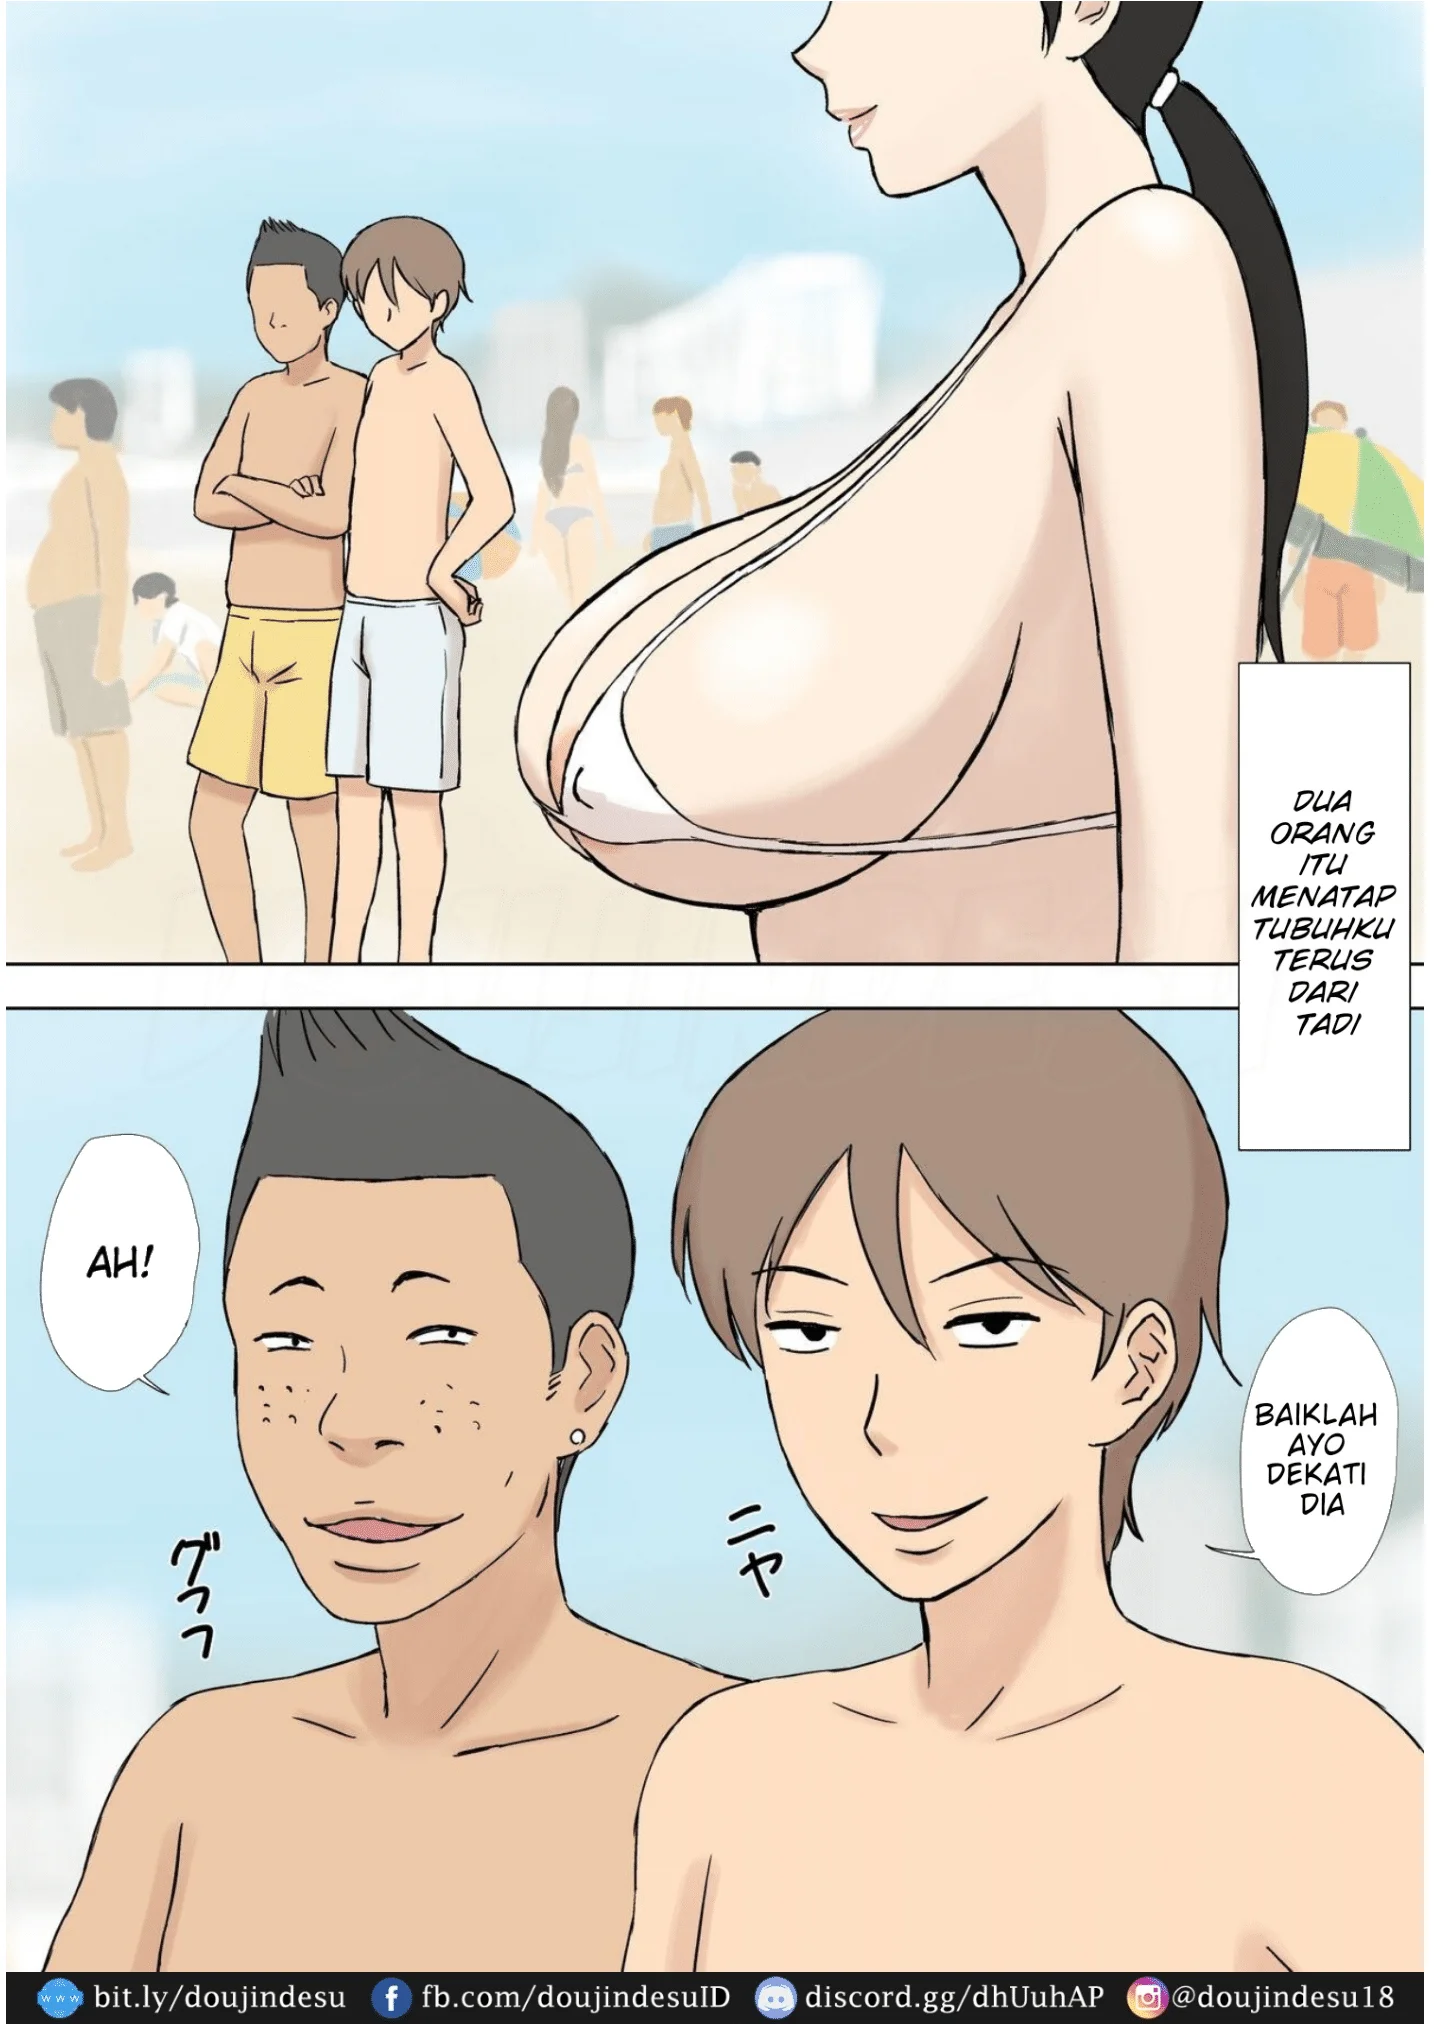 DUA
ORANG
ITU
MENATAP
TUBUHKU
TERUS
DARI
TADI
AH!
BAIKLAH
AYO
DEKATI
DIA
グフフ
ニヤ
bit.ly/doujindesu fb.com/doujindesuID discord.gg/dhUuhAP @doujindesu18